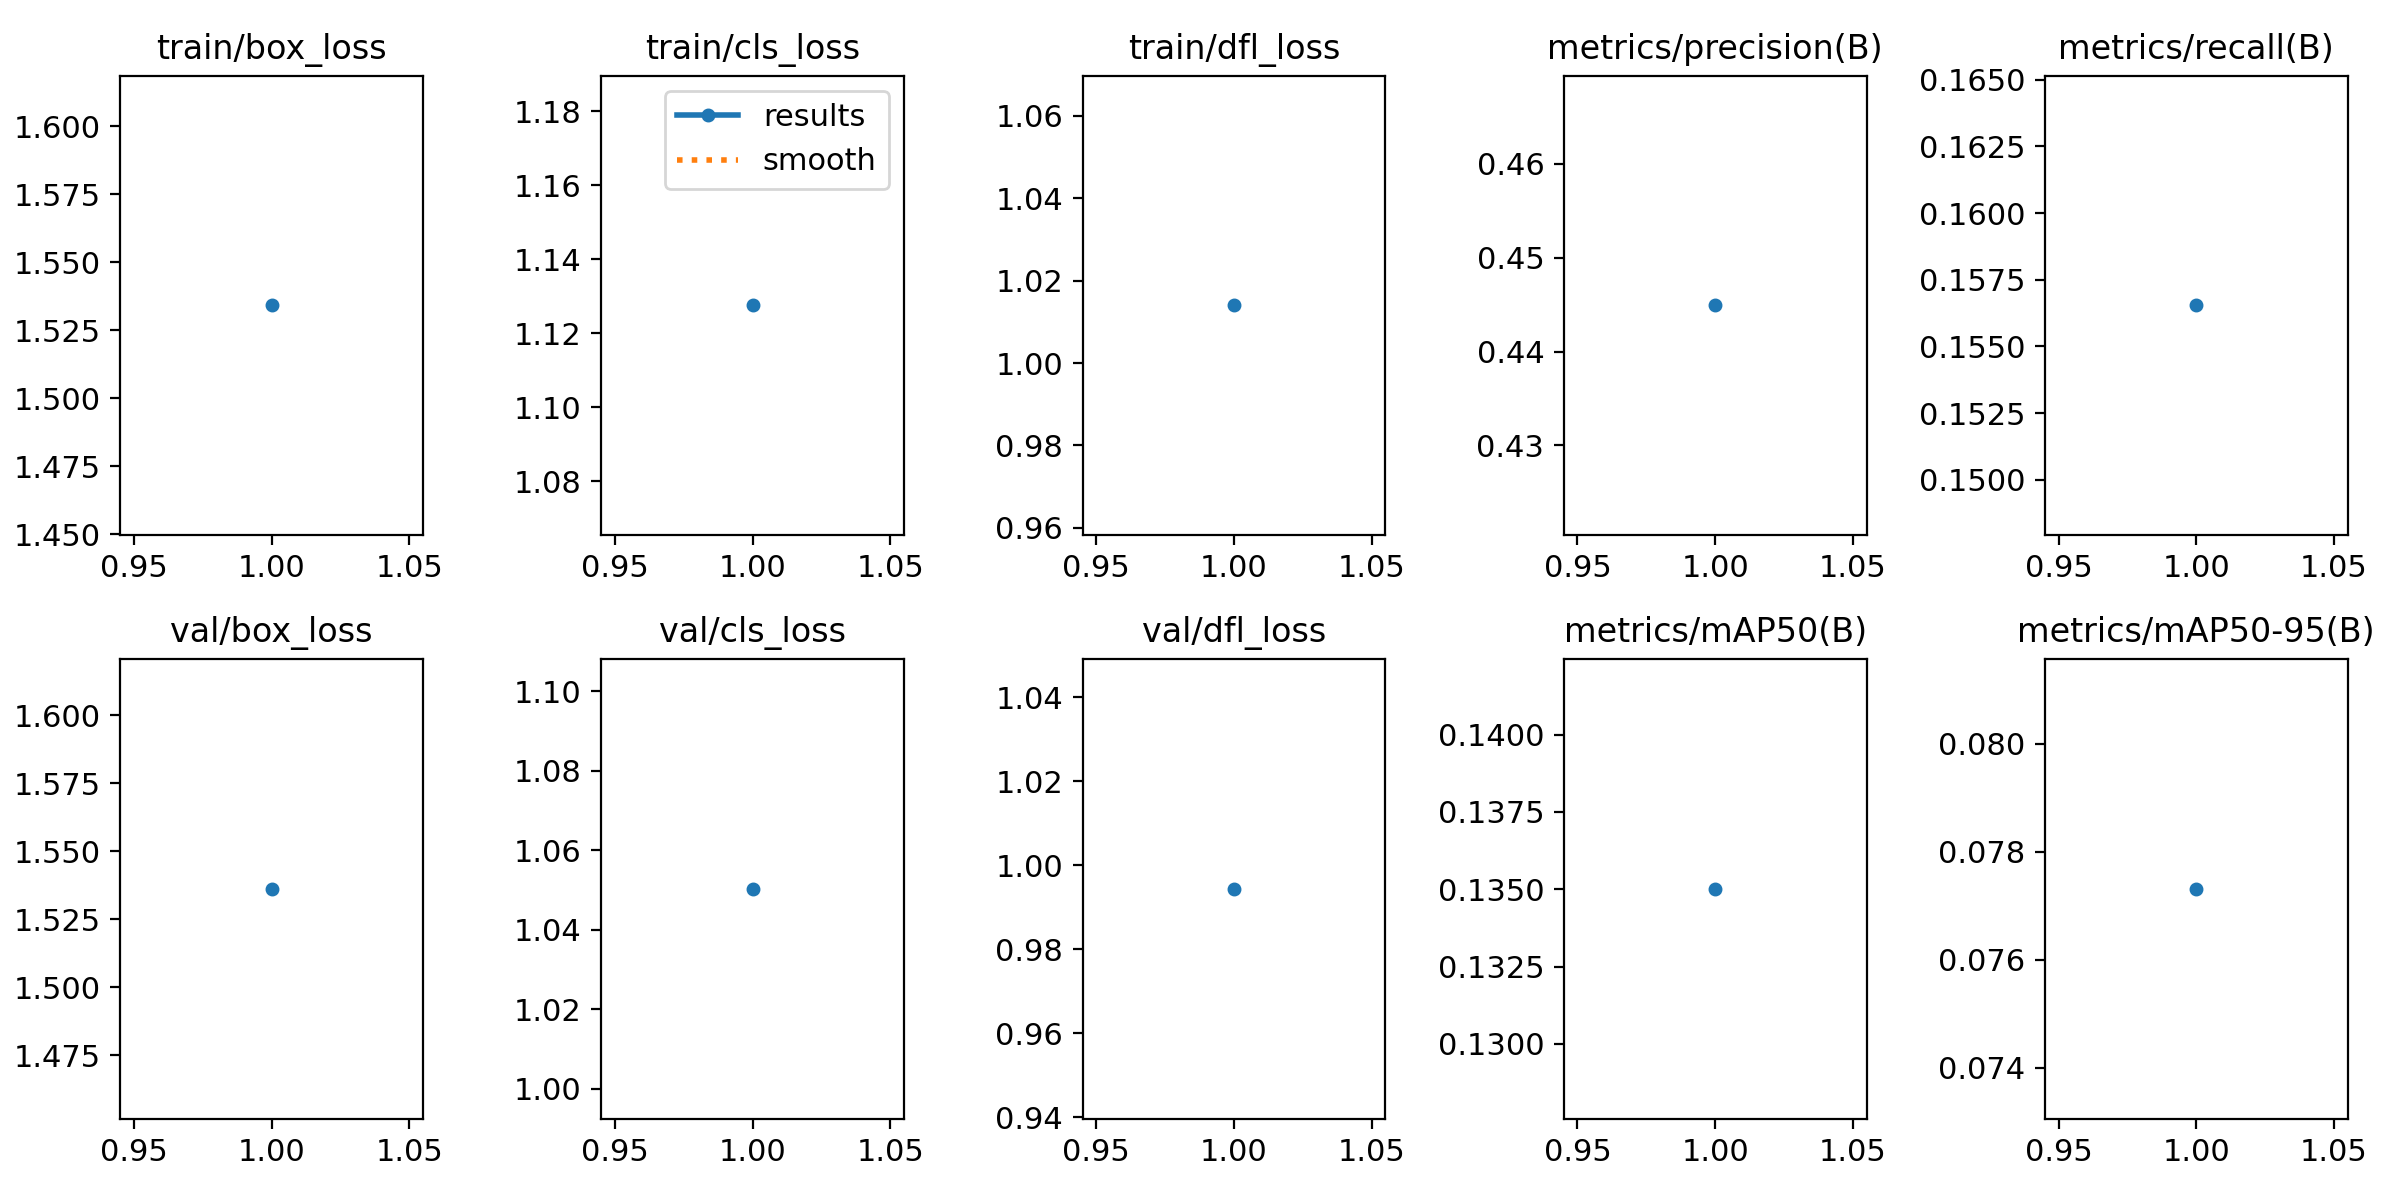 train/box_loss
train/cls_loss
train/dfl_loss
metrics/precision(B)
metrics/recall(B)
1.600
1.575
1.550
1.525
1.500
1.475
1.450
0.95 1.00 1.05
results
smooth
1.18
1.16
1.14
1.12
1.10
1.08
0.95 1.00 1.05
1.06
1.04
1.02
1.00
0.98
0.96
0.95 1.00 1.05
0.46
0.45
0.44
0.43
0.95 1.00 1.05
0.1650
0.1625
0.1600
0.1575
0.1550
0.1525
0.1500
0.95 1.00 1.05
val/box_loss
val/cls_loss
val/dfl_loss
metrics/mAP50(B)
metrics/mAP50-95(B)
1.600
1.575
1.550
1.525
1.500
1.475
0.95 1.00 1.05
1.10
1.08
1.06
1.04
1.02
1.00
0.95 1.00 1.05
1.04
1.02
1.00
0.98
0.96
0.94
0.95 1.00 1.05
0.1400
0.1375
0.1350
0.1325
0.1300
0.95 1.00 1.05
0.080
0.078
0.076
0.074
0.95 1.00 1.05